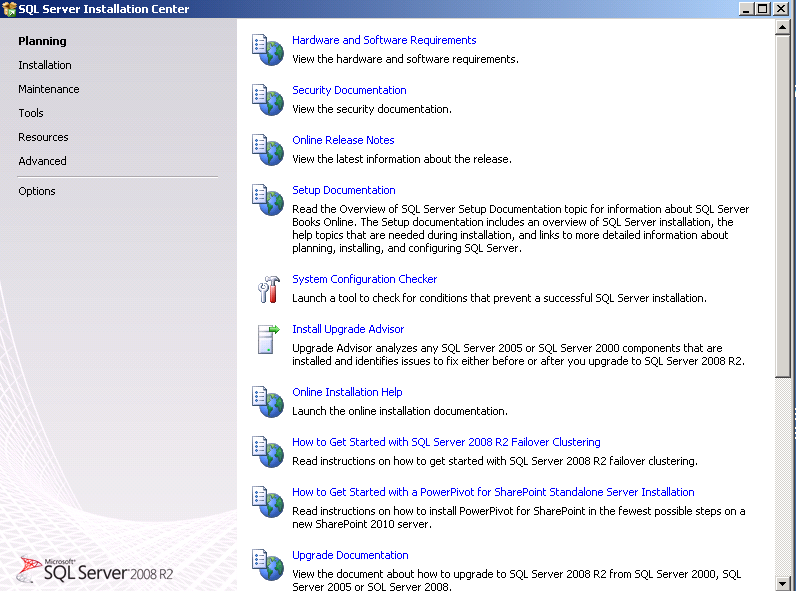 SQL Server Installation Center
Planning
Installation
Maintenance
Tools
Resources
Advanced
Options
Hardware and Software Requirements
View the hardware and software requirements.
Security Documentation
View the security documentation.
Online Release Notes
View the latest information about the release.
Setup Documentation
Read the Overview of SQL Server Setup Documentation topic for information about SQL Server
Books Online. The Setup documentation includes an overview of SQL Server installation, the
help topics that are needed during installation, and links to more detailed information about
planning, installing, and configuring SQL Server.
System Configuration Checker
Launch a tool to check for conditions that prevent a successful SQL Server installation.
Install Upgrade Advisor
Upgrade Advisor analyzes any SQL Server 2005 or SQL Server 2000 components that are
installed and identifies issues to fix either before or after you upgrade to SQL Server 2008 R2.
Online Installation Help
Launch the online installation documentation.
How to Get Started with SQL Server 2008 R2 Failover Clustering
Read instructions on how to get started with SQL Server 2008 R2 failover clustering.
How to Get Started with a PowerPivot for SharePoint Standalone Server Installation
Read instructions on how to install PowerPivot for SharePoint in the fewest possible steps on a
new SharePoint 2010 server.
Upgrade Documentation
View the document about how to upgrade to SQL Server 2008 R2 from SQL Server 2000, SQL
Server 2005 or SQL Server 2008.
Microsoft
SQL Server 2008 R2